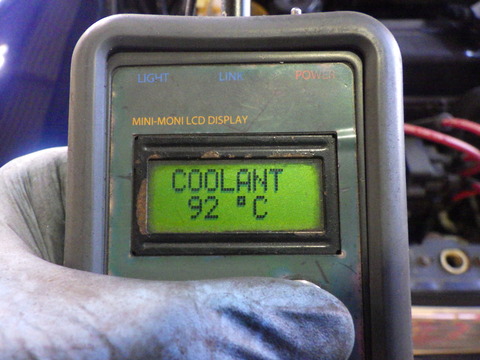 LIGHT LINK POWER
MINI-MONI LCD DISPLAY
COOLANT
92 °C